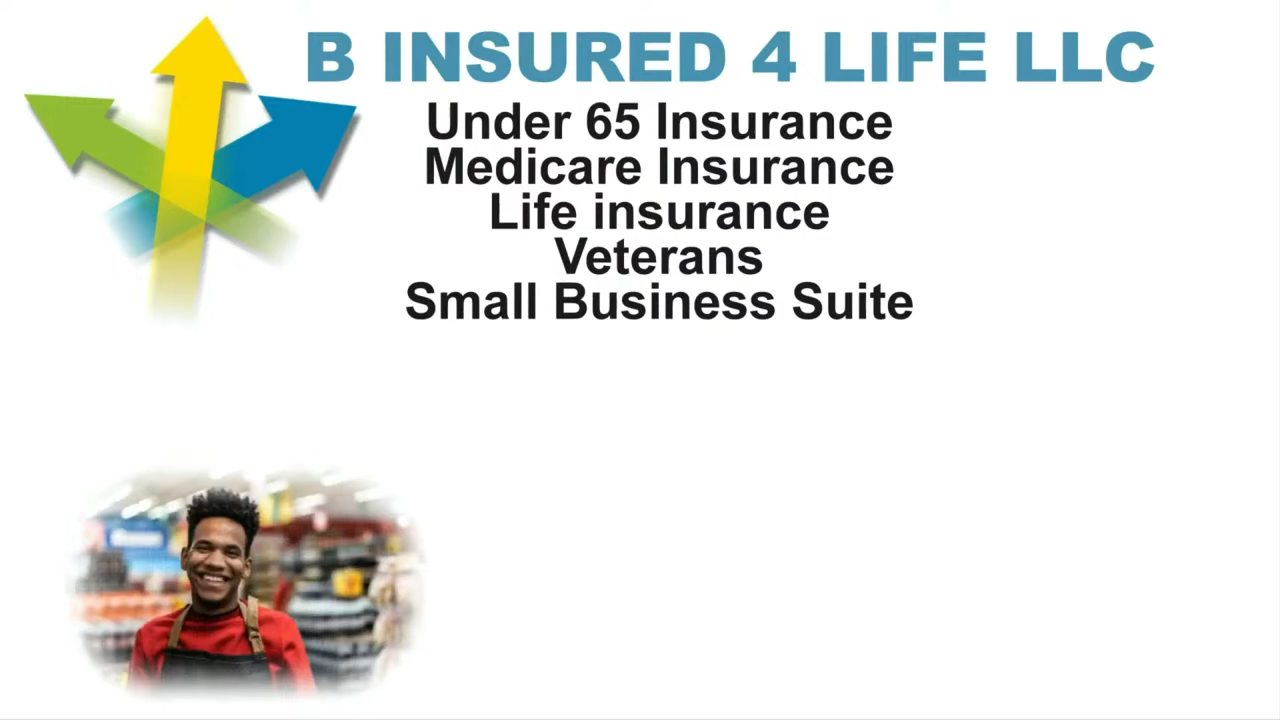 B INSURED 4 LIFE LLC
Under 65 Insurance
Medicare Insurance
Life insurance
Veterans
Small Business Suite